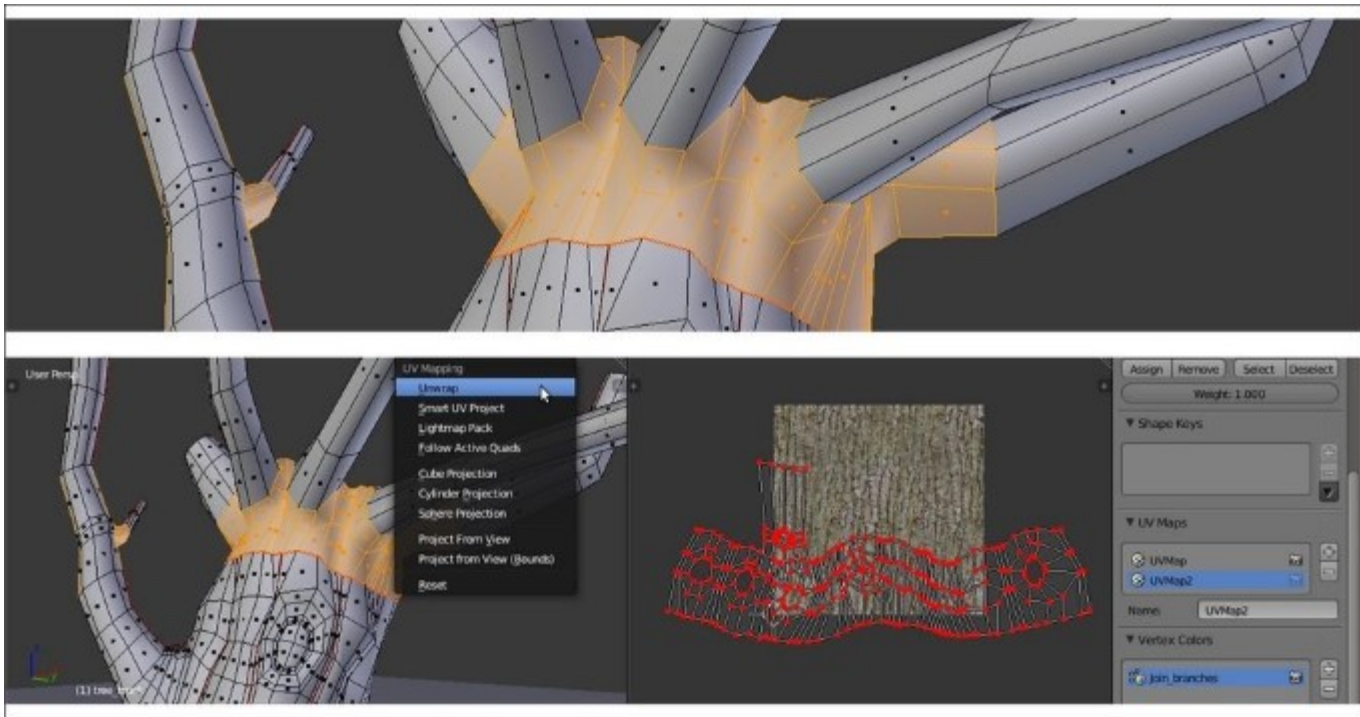 User Persp
UV Mapping
Unwrap
Smart UV Project
Lightmap Pack
Follow Active Quads
Cube Projection
Cylinder Projection
Sphere Projection
Project From View
Project from View (Bounds)
Reset
Assign Remove Select Deselect
Weight: 1.000
Shape Keys
UV Maps
UVMap
UVMap2
Name: UVMap2
Vertex Colors
Join_branches
(1)